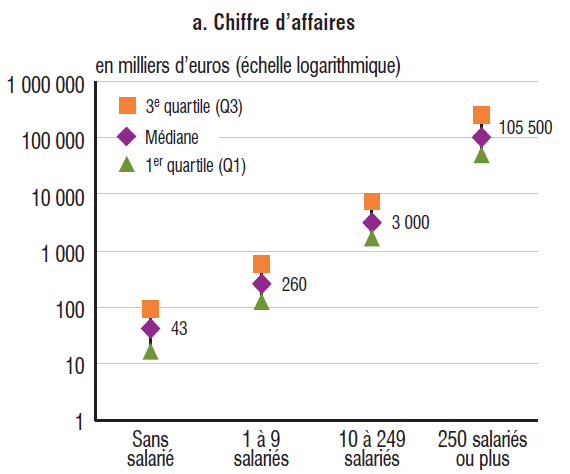 a. Chiffre d’affaires
en milliers d’euros (échelle logarithmique)
1 000 000
3e quartile (Q3)
Médiane
1er quartile (Q1)
100 000
105 500
10 000
3 000
1 000
260
100
43
10
1
Sans salarié
1 à 9 salariés
10 à 249 salariés
250 salariés ou plus